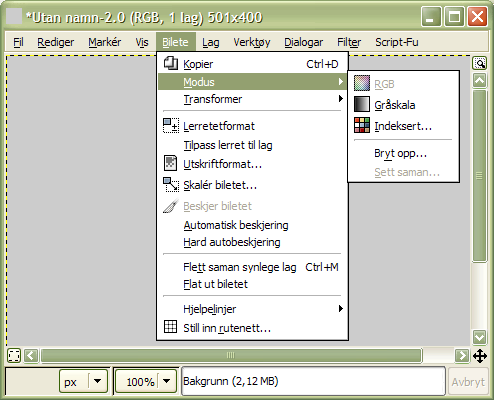 *Utan namn-2.0 (RGB, 1 lag) 501x400
Fil Rediger Markér Vis Bilete Lag Verktøy Dialogar Filter Script-Fu
Kopier Ctrl+D
Modus
Transformer
Lerretetformat
Tilpass lerret til lag
Utskriftformat...
Skalér biletet...
Beskjer biletet
Automatisk beskjering
Hard autobeskjering
Flett saman synlege lag Ctrl+M
Flat ut biletet
Hjelpelinjer
Still inn rutenett...
RGB
Gråskala
Indeksert...
Bryt opp...
Sett saman...
px 100% Bakgrunn (2,12 MB) Avbryt